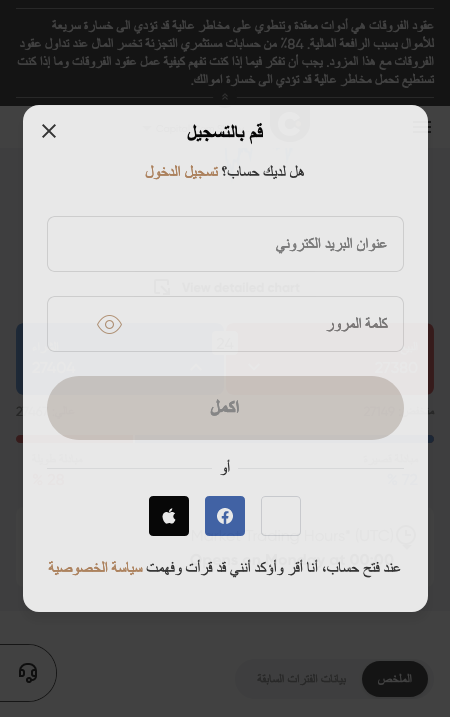 عقود الفروقات هي أدوات معقدة وتنطوي على مخاطر عالية قد تؤدي الى خسارة سريعة
للأموال بسبب الرافعة المالية. 84٪ من حسابات مستثمري التجزئة تخسر المال عند تداول عقود
الفروقات مع هذا المزود. يجب أن تفكر فيما إذا كنت تفهم كيفية عمل عقود الفروقات وما إذا كنت
تستطيع تحمل مخاطر عالية قد تؤدي الى خسارة اموالك.
قم بالتسجيل
هل لديك حساب؟ تسجيل الدخول
عنوان البريد الكتروني
View detailed chart
كلمة المرور
اكمل
أو
عند فتح حساب، أنا أقر وأؤكد أنني قد قرأت وفهمت سياسة الخصوصية
الملخص
بيانات الفترات السابقة